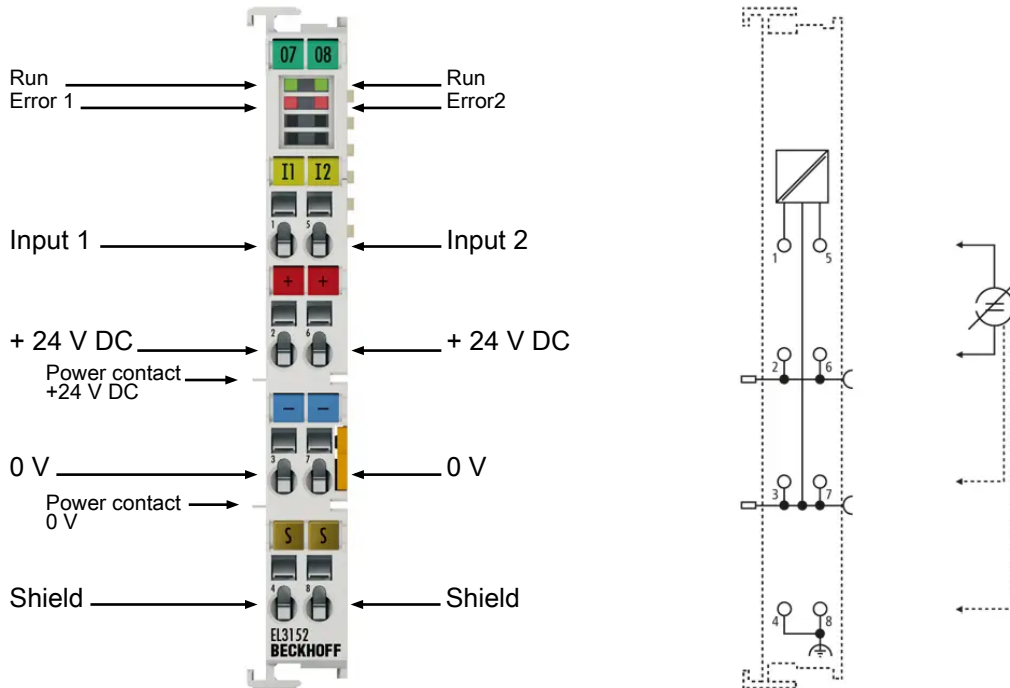 07 08
Run
Error 1
Run
Error2
I1 I2
1 5
Input 1
Input 2
+ +
2 6
+ 24 V DC
+ 24 V DC
Power contact
+24 V DC
− −
3 7
0 V
0 V
Power contact
0 V
S S
4 8
Shield
Shield
EL3152
BECKHOFF
1 5
2 6
3 7
4 8